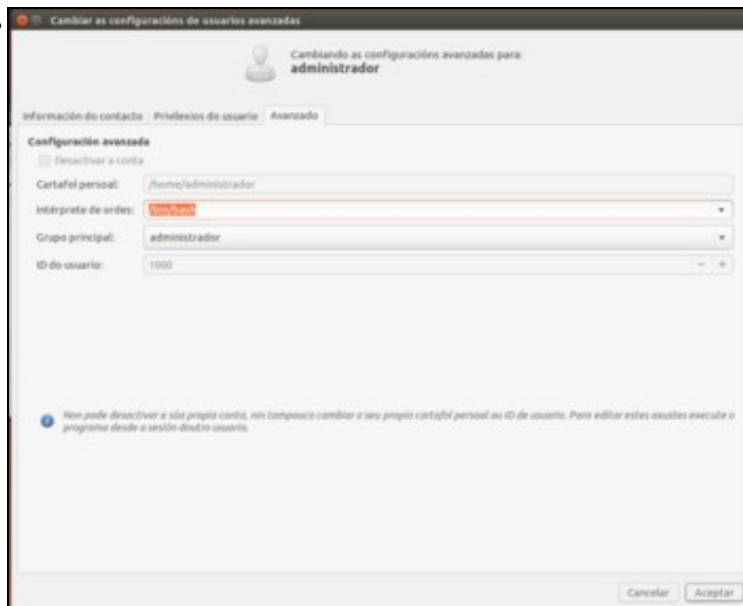 Cambiar as configuracións de usuarios avanzadas
Cambiando as configuracións avanzadas para:
administrador
Información de contacto Privilexios de usuario Avanzado
Configuración avanzada
Desactivar a conta
Cartafol persoal: /home/administrador
Intérprete de ordes: /bin/bash
Grupo principal: administrador
ID do usuario: 1000
Non pode desactivar a súa propia conta, nin tampouco cambiar o seu propio cartafol persoal ou ID de usuario. Para editar estes axustes execute o
programa desde a sesión doutro usuario.
Cancelar Aceptar